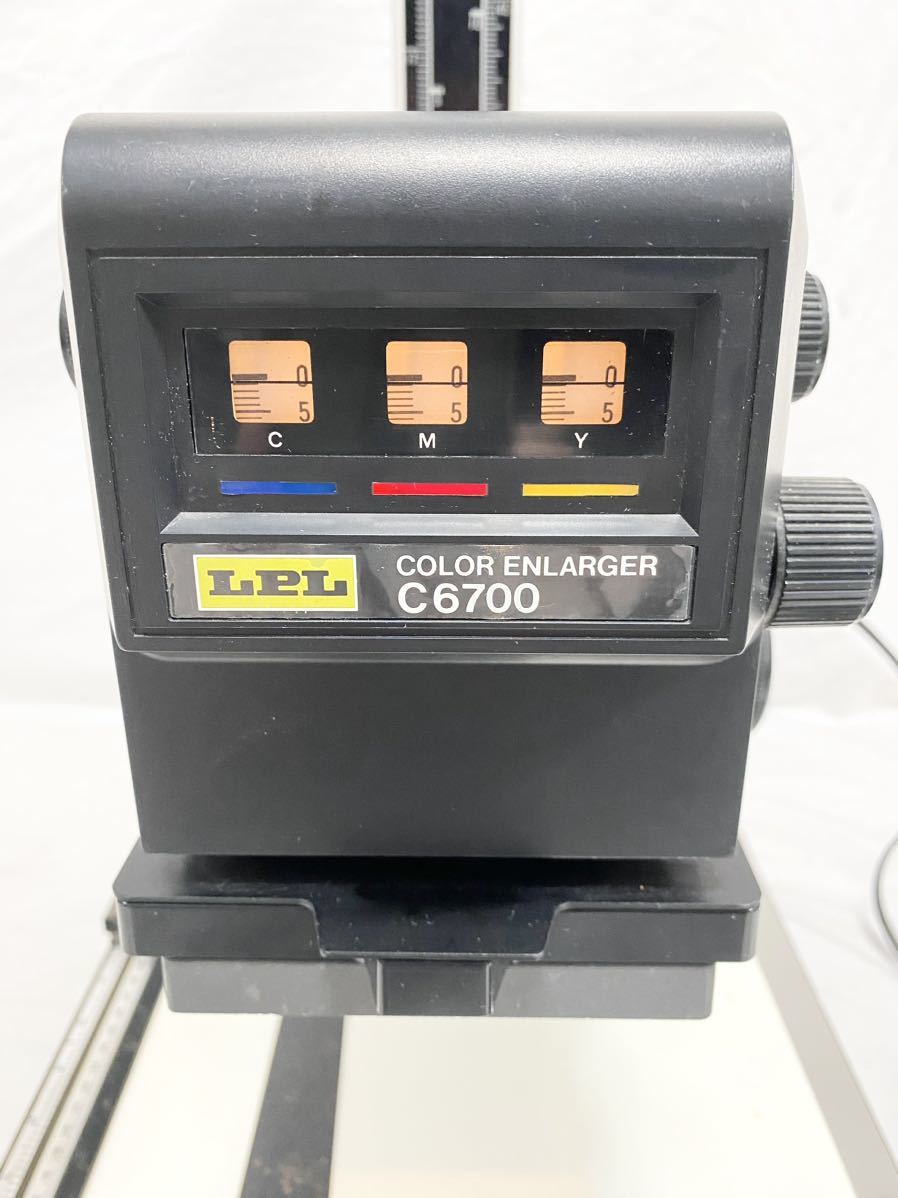 0 0 0
5 5 5
C M Y
LPL COLOR ENLARGER
C6700